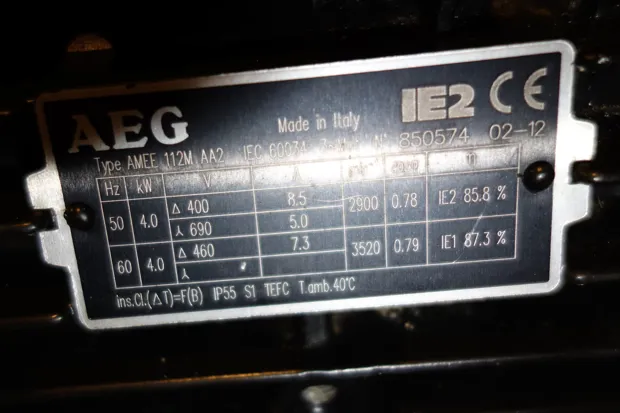 AEG Made in Italy IE2 CE
850574 02-12
Type AMEE 112M AA2 IEC 60034
Hz kW V A
50 4.0 Δ 400 8.5 2900 0.78 IE2 85.8 %
⅄ 690 5.0
60 4.0 Δ 460 7.3 3520 0.79 IE1 87.3 %
⅄
ins.Cl.(ΔT)=F(B) IP55 S1 TEFC T.amb.40°C